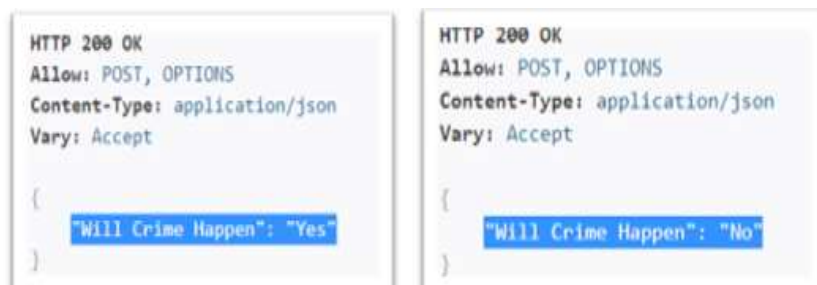 HTTP 200 OK
Allow: POST, OPTIONS
Content-Type: application/json
Vary: Accept
{
"Will Crime Happen": "Yes"
}
HTTP 200 OK
Allow: POST, OPTIONS
Content-Type: application/json
Vary: Accept
{
"Will Crime Happen": "No"
}